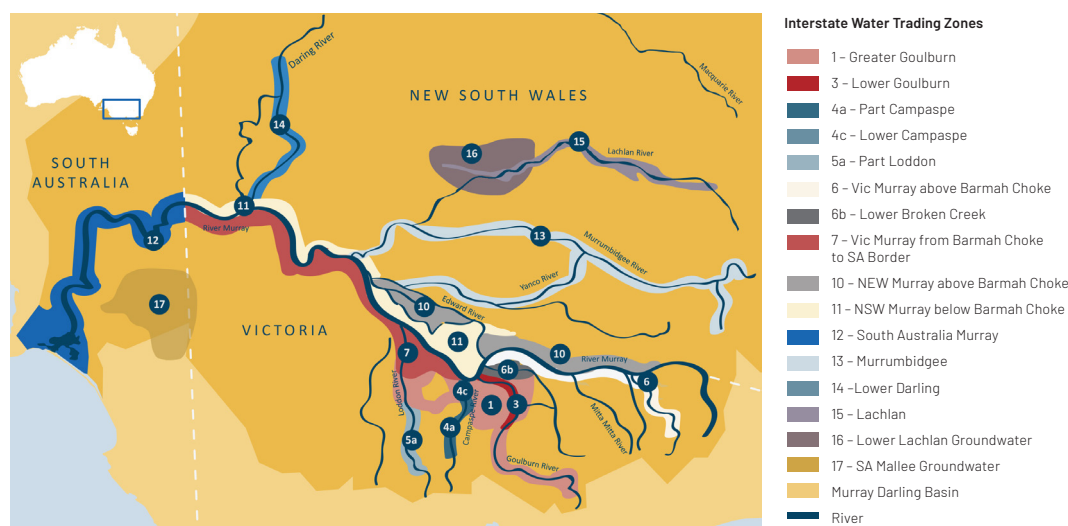 Interstate Water Trading Zones
1 – Greater Goulburn
3 – Lower Goulburn
4a – Part Campaspe
4c – Lower Campaspe
5a – Part Loddon
6 – Vic Murray above Barmah Choke
6b – Lower Broken Creek
7 – Vic Murray from Barmah Choke
to SA Border
10 – NEW Murray above Barmah Choke
11 – NSW Murray below Barmah Choke
12 – South Australia Murray
13 – Murrumbidgee
14 –Lower Darling
15 – Lachlan
16 – Lower Lachlan Groundwater
17 – SA Mallee Groundwater
Murray Darling Basin
River
Daring River
Macquarie River
NEW SOUTH WALES
14
15
16
Lachlan River
SOUTH
AUSTRALIA
11
River Murray
12
13
Murrumbidgee River
Yanco River
17
10
Edward River
VICTORIA
11
10
River Murray
7
6b
6
4c
Loddon River
Campaspe River
1
3
Mitta Mitta River
4a
5a
Goulburn River